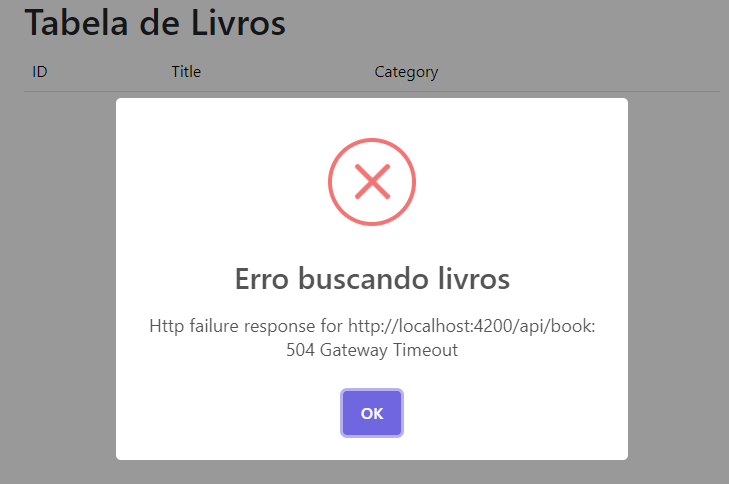 Tabela de Livros
ID Title Category
Erro buscando livros
Http failure response for http://localhost:4200/api/book:
504 Gateway Timeout
OK